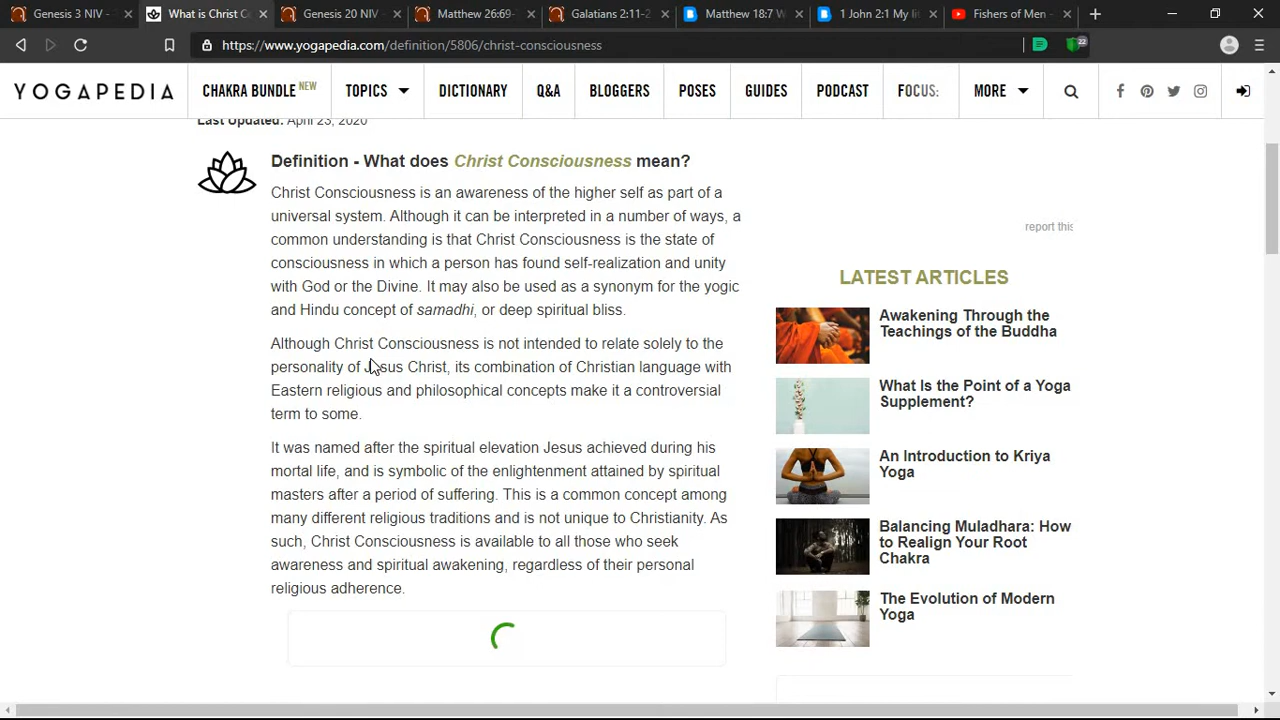 Genesis 3 NIV -
What is Christ C
Genesis 20 NIV -
Matthew 26:69-
Galatians 2:11-2
Matthew 18:7 W
1 John 2:1 My li
Fishers of Men -
https://www.yogapedia.com/definition/5806/christ-consciousness
22
YOGAPEDIA
CHAKRA BUNDLE NEW
TOPICS
DICTIONARY
Q&A
BLOGGERS
POSES
GUIDES
PODCAST
FOCUS:
MORE
Last Updated: April 23, 2020
Definition - What does Christ Consciousness mean?
Christ Consciousness is an awareness of the higher self as part of a
universal system. Although it can be interpreted in a number of ways, a
common understanding is that Christ Consciousness is the state of
consciousness in which a person has found self-realization and unity
with God or the Divine. It may also be used as a synonym for the yogic
and Hindu concept of samadhi, or deep spiritual bliss.
Although Christ Consciousness is not intended to relate solely to the
personality of Jesus Christ, its combination of Christian language with
Eastern religious and philosophical concepts make it a controversial
term to some.
It was named after the spiritual elevation Jesus achieved during his
mortal life, and is symbolic of the enlightenment attained by spiritual
masters after a period of suffering. This is a common concept among
many different religious traditions and is not unique to Christianity. As
such, Christ Consciousness is available to all those who seek
awareness and spiritual awakening, regardless of their personal
religious adherence.
report this
LATEST ARTICLES
Awakening Through the
Teachings of the Buddha
What Is the Point of a Yoga
Supplement?
An Introduction to Kriya
Yoga
Balancing Muladhara: How
to Realign Your Root
Chakra
The Evolution of Modern
Yoga